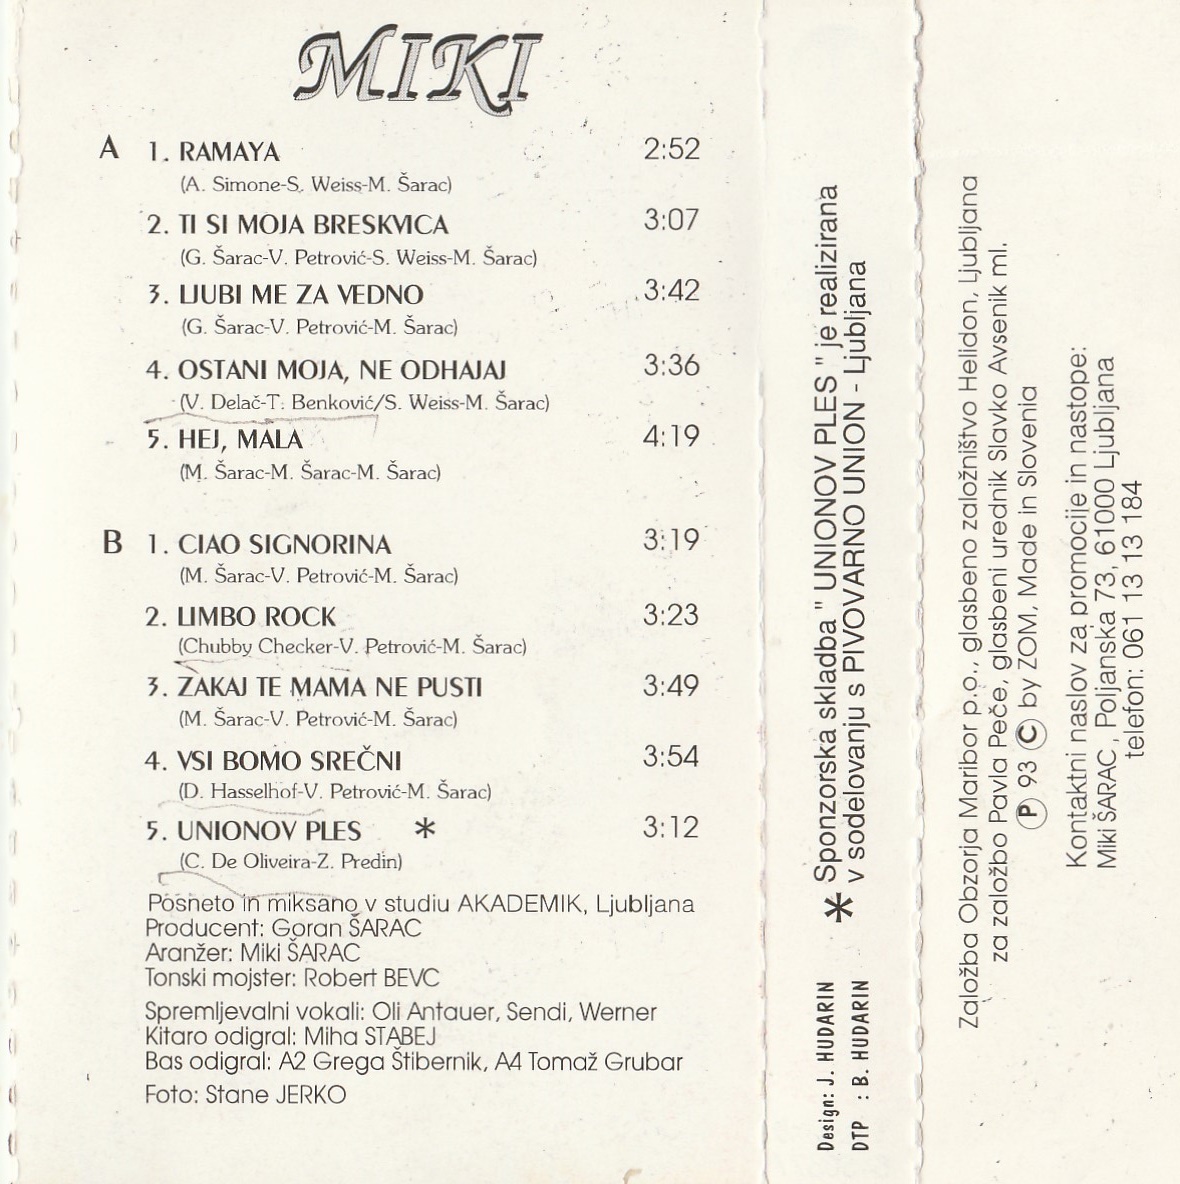 MIKI
A 1. RAMAYA 2:52
(A. Simone-S. Weiss-M. Šarac)
2. TI SI MOJA BRESKVICA 3:07
(G. Šarac-V. Petrović-S. Weiss-M. Šarac)
3. LJUBI ME ZA VEDNO 3:42
(G. Šarac-V. Petrović-M. Šarac)
4. OSTANI MOJA, NE ODHAJAJ 3:36
(V. Delač-T. Benković/S. Weiss-M. Šarac)
5. HEJ, MALA 4:19
(M. Šarac-M. Šarac-M. Šarac)
B 1. CIAO SIGNORINA 3:19
(M. Šarac-V. Petrović-M. Šarac)
2. LIMBO ROCK 3:23
(Chubby Checker-V. Petrović-M. Šarac)
3. ZAKAJ TE MAMA NE PUSTI 3:49
(M. Šarac-V. Petrović-M. Šarac)
4. VSI BOMO SREČNI 3:54
(D. Hasselhof-V. Petrović-M. Šarac)
5. UNIONOV PLES * 3:12
(C. De Oliveira-Z. Predin)
Posneto in miksano v studiu AKADEMIK, Ljubljana
Producent: Goran ŠARAC
Aranžer: Miki ŠARAC
Tonski mojster: Robert BEVC
Spremljevalni vokali: Oli Antauer, Sendi, Werner
Kitaro odigral: Miha STABEJ
Bas odigral: A2 Grega Štibernik, A4 Tomaž Grubar
Foto: Stane JERKO
* Sponzorska skladba " UNIONOV PLES " je realizirana
v sodelovanju s PIVOVARNO UNION - Ljubljana
Design: J. HUDARIN
DTP : B. HUDARIN
Založba Obzorja Maribor p.o., glasbeno založništvo Helidon, Ljubljana
za založbo Pavla Peče, glasbeni urednik Slavko Avsenik ml.
Ⓟ 93 Ⓒ by ZOM, Made in Slovenia
Kontaktni naslov za promocije in nastope:
Miki ŠARAC , Poljanska 73, 61000 Ljubljana
telefon: 061 13 13 184